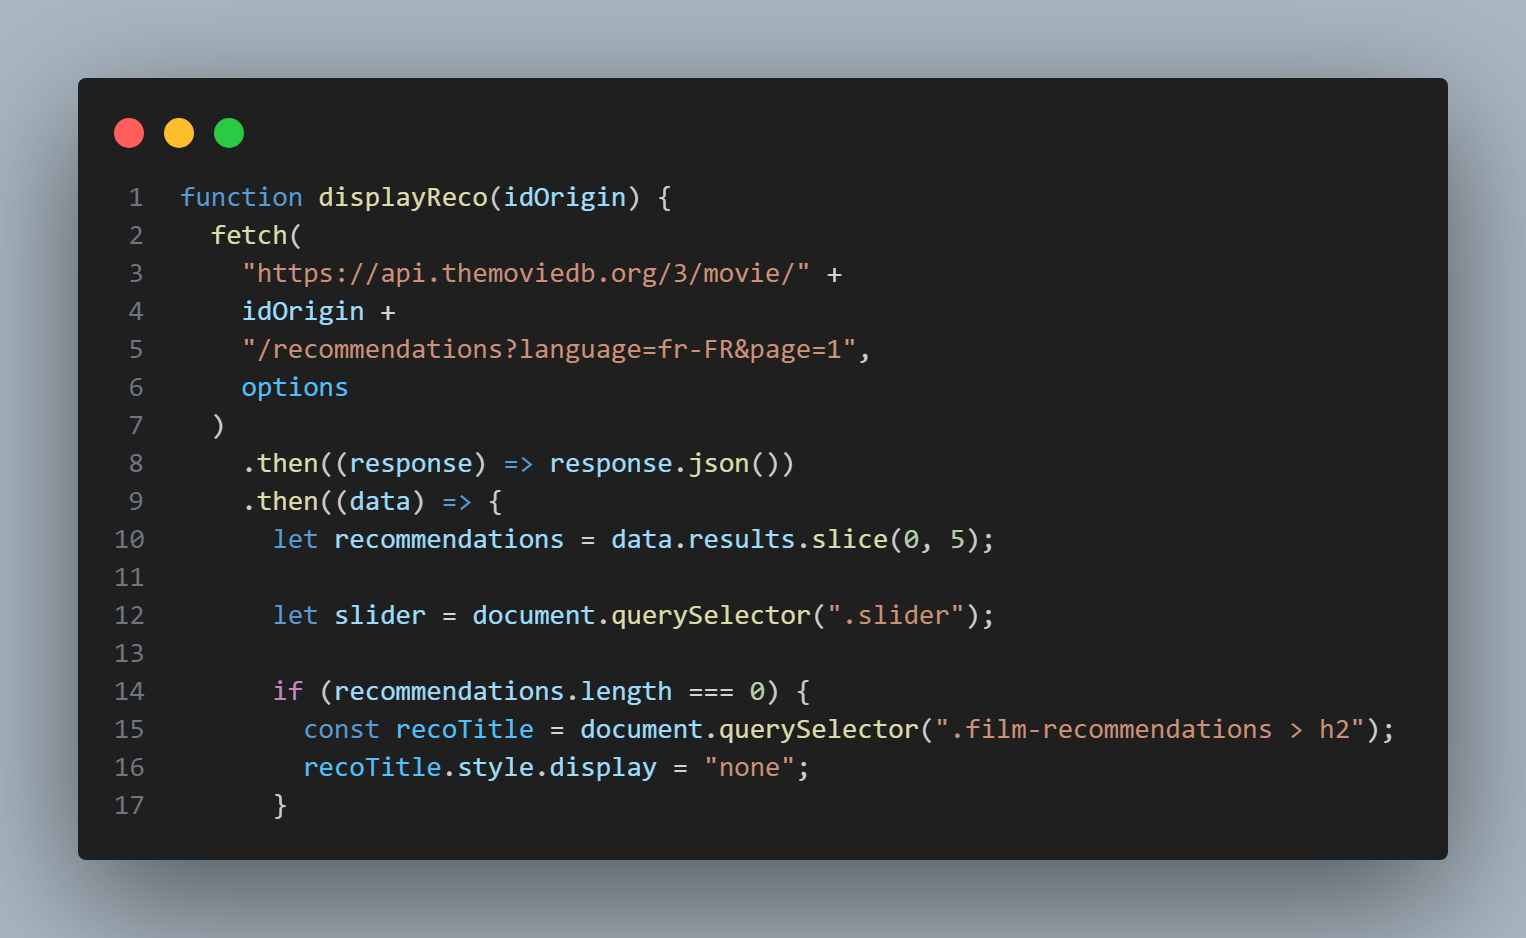 1 function displayReco(idOrigin) {
2   fetch(
3     "https://api.themoviedb.org/3/movie/" +
4     idOrigin +
5     "/recommendations?language=fr-FR&page=1",
6     options
7   )
8     .then((response) => response.json())
9     .then((data) => {
10       let recommendations = data.results.slice(0, 5);
11
12       let slider = document.querySelector(".slider");
13
14       if (recommendations.length === 0) {
15         const recoTitle = document.querySelector(".film-recommendations > h2");
16         recoTitle.style.display = "none";
17       }